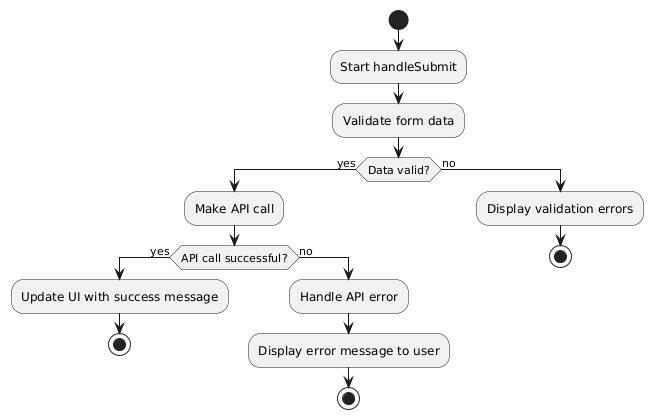 Start handleSubmit
Validate form data
yes
Data valid?
no
Make API call
Display validation errors
yes
API call successful?
no
Update UI with success message
Handle API error
Display error message to user